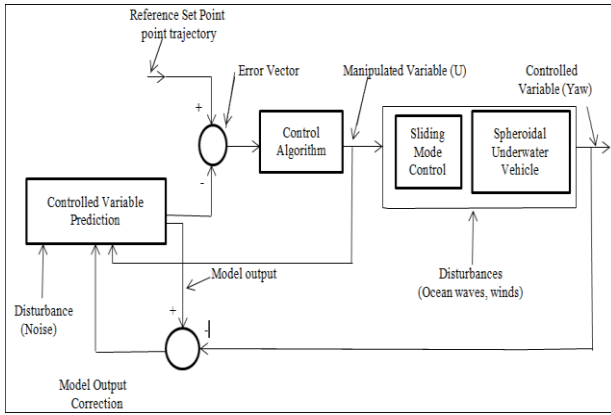 Reference Set Point
point trajectory
Error Vector
Manipulated Variable (U)
Controlled
Variable (Yaw)
+
-
Control
Algorithm
Sliding
Mode
Control
Spheroidal
Underwater
Vehicle
Controlled Variable
Prediction
Model output
Disturbances
(Ocean waves, winds)
Disturbance
(Noise)
+
-
Model Output
Correction